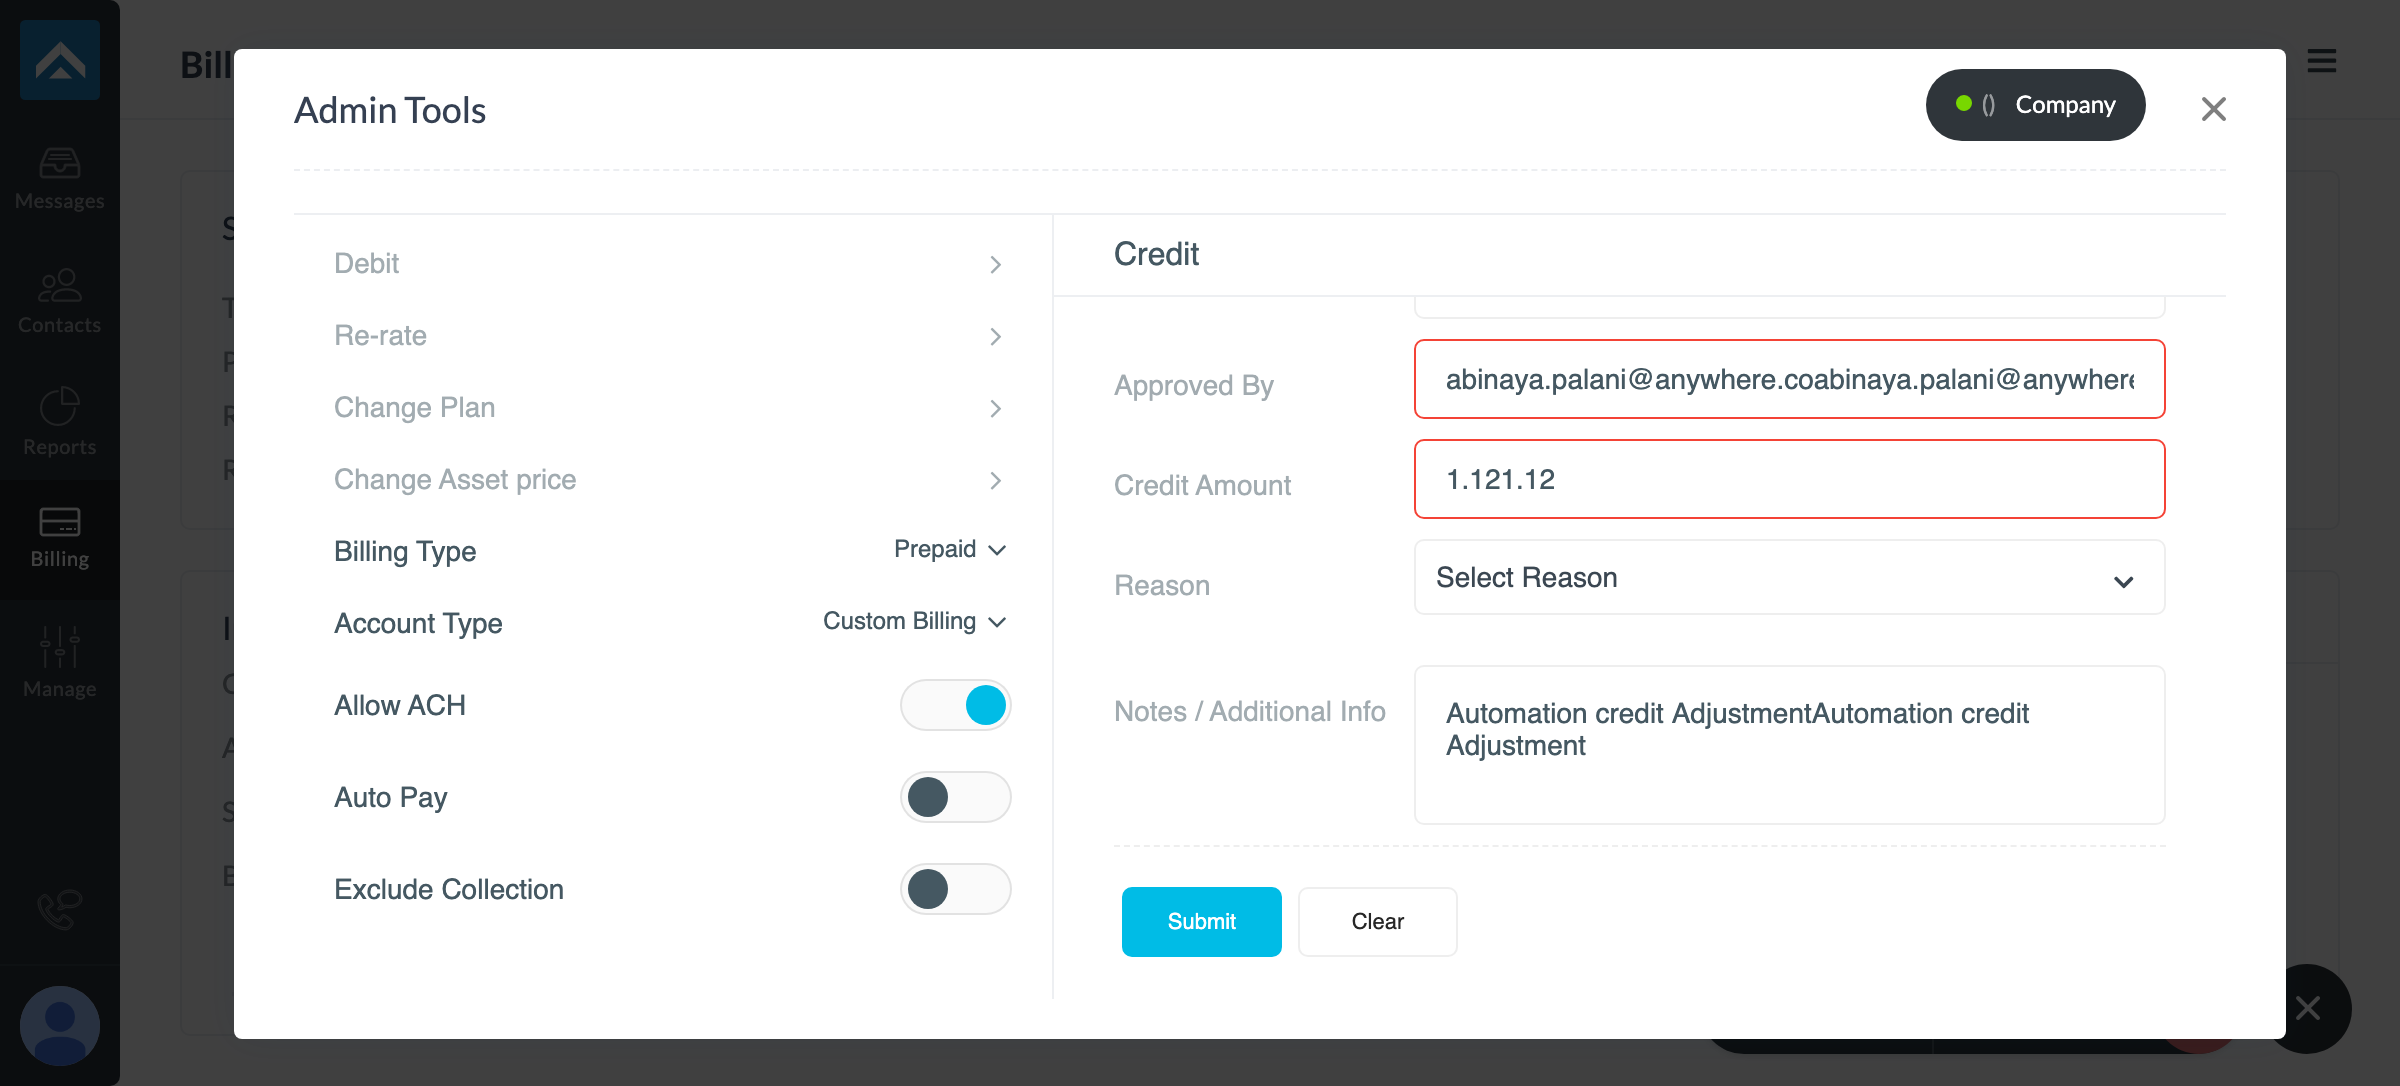 Bill
Admin Tools
() Company
Messages
Contacts
Reports
Billing
Manage
Debit
Re-rate
Change Plan
Change Asset price
Billing Type Prepaid
Account Type Custom Billing
Allow ACH
Auto Pay
Exclude Collection
Credit
Approved By abinaya.palani@anywhere.coabinaya.palani@anywhere
Credit Amount 1.121.12
Reason Select Reason
Notes / Additional Info Automation credit AdjustmentAutomation credit
Adjustment
Submit Clear